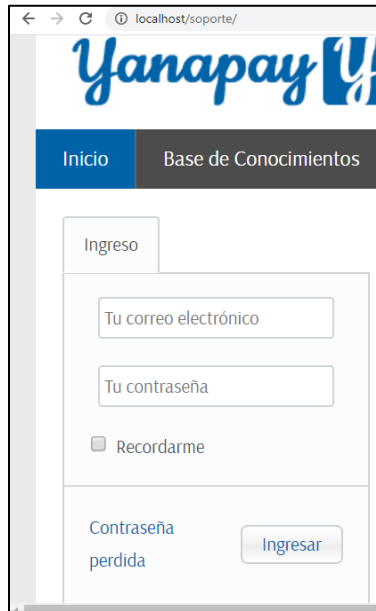 localhost/soporte/
Yanapay Y
Inicio Base de Conocimientos
Ingreso
Tu correo electrónico
Tu contraseña
Recordarme
Contraseña
perdida
Ingresar